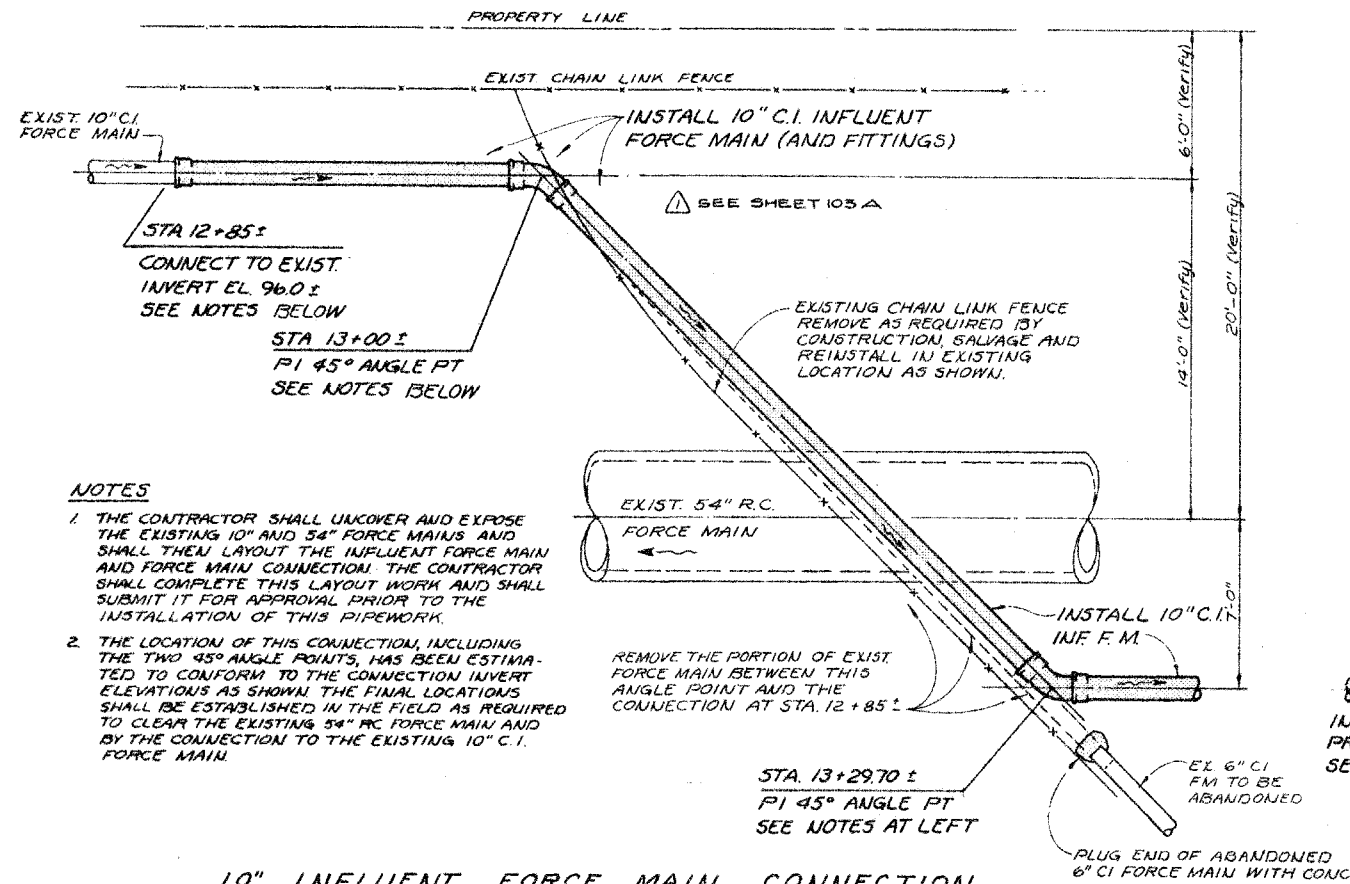 PROPERTY LINE
EXIST CHAIN LINK FENCE
EXIST. 10" C.I.
FORCE MAIN
INSTALL 10" C.I. INFLUENT
FORCE MAIN (AND FITTINGS)
6'-0" (Verify)
1 SEE SHEET 103A
STA 12+85±
CONNECT TO EXIST.
INVERT EL. 96.0±
SEE NOTES BELOW
STA 13+00±
PI 45° ANGLE PT
SEE NOTES BELOW
EXISTING CHAIN LINK FENCE
REMOVE AS REQUIRED BY
CONSTRUCTION, SALVAGE AND
REINSTALL IN EXISTING
LOCATION AS SHOWN.
14'-0" (Verify)
20'-0" (Verify)
NOTES
1. THE CONTRACTOR SHALL UNCOVER AND EXPOSE
THE EXISTING 10" AND 54" FORCE MAINS AND
SHALL THEN LAYOUT THE INFLUENT FORCE MAIN
AND FORCE MAIN CONNECTION. THE CONTRACTOR
SHALL COMPLETE THIS LAYOUT WORK AND SHALL
SUBMIT IT FOR APPROVAL PRIOR TO THE
INSTALLATION OF THIS PIPEWORK.
2. THE LOCATION OF THIS CONNECTION, INCLUDING
THE TWO 45° ANGLE POINTS, HAS BEEN ESTIMA-
TED TO CONFORM TO THE CONNECTION INVERT
ELEVATIONS AS SHOWN. THE FINAL LOCATIONS
SHALL BE ESTABLISHED IN THE FIELD AS REQUIRED
TO CLEAR THE EXISTING 54" RC FORCE MAIN AND
BY THE CONNECTION TO THE EXISTING 10" C.I.
FORCE MAIN.
EXIST. 54" R.C.
FORCE MAIN
INSTALL 10" C.I.
INF. F.M.
7'-0"
REMOVE THE PORTION OF EXIST.
FORCE MAIN BETWEEN THIS
ANGLE POINT AND THE
CONNECTION AT STA. 12+85±
STA. 13+29.70±
PI 45° ANGLE PT
SEE NOTES AT LEFT
EX. 6" CI
FM TO BE
ABANDONED
PLUG END OF ABANDONED
6" CI FORCE MAIN WITH CONC
IN
PR
SE
10" INFLUENT FORCE MAIN CONNECTION